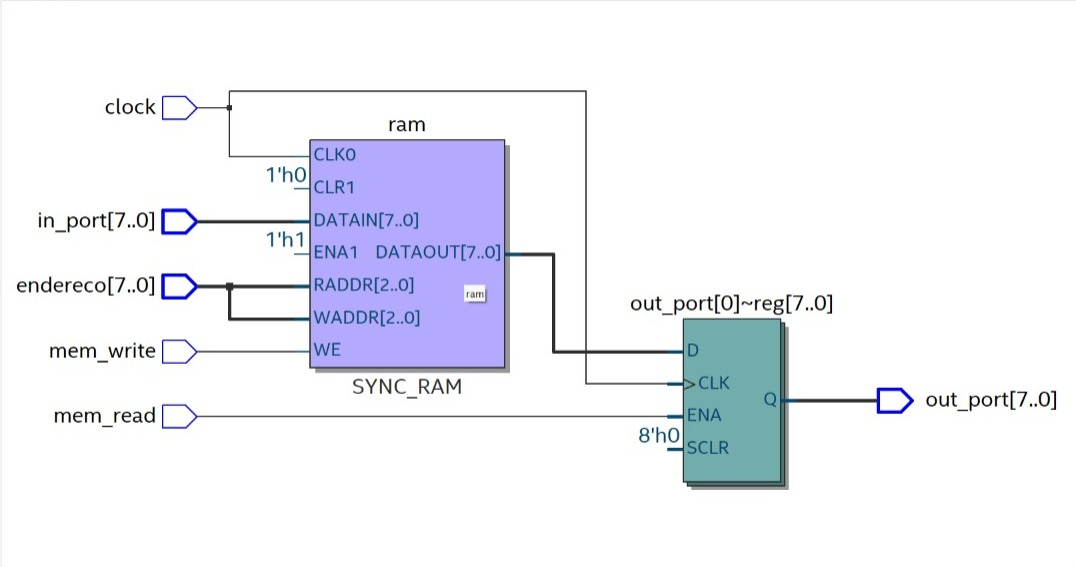 clock
ram
CLK0
1'h0
CLR1
in_port[7..0]
DATAIN[7..0]
1'h1
ENA1 DATAOUT[7..0]
endereco[7..0]
RADDR[2..0]
ram
WADDR[2..0]
mem_write
WE
SYNC_RAM
mem_read
out_port[0]~reg[7..0]
D
>CLK
Q
out_port[7..0]
ENA
8'h0
SCLR